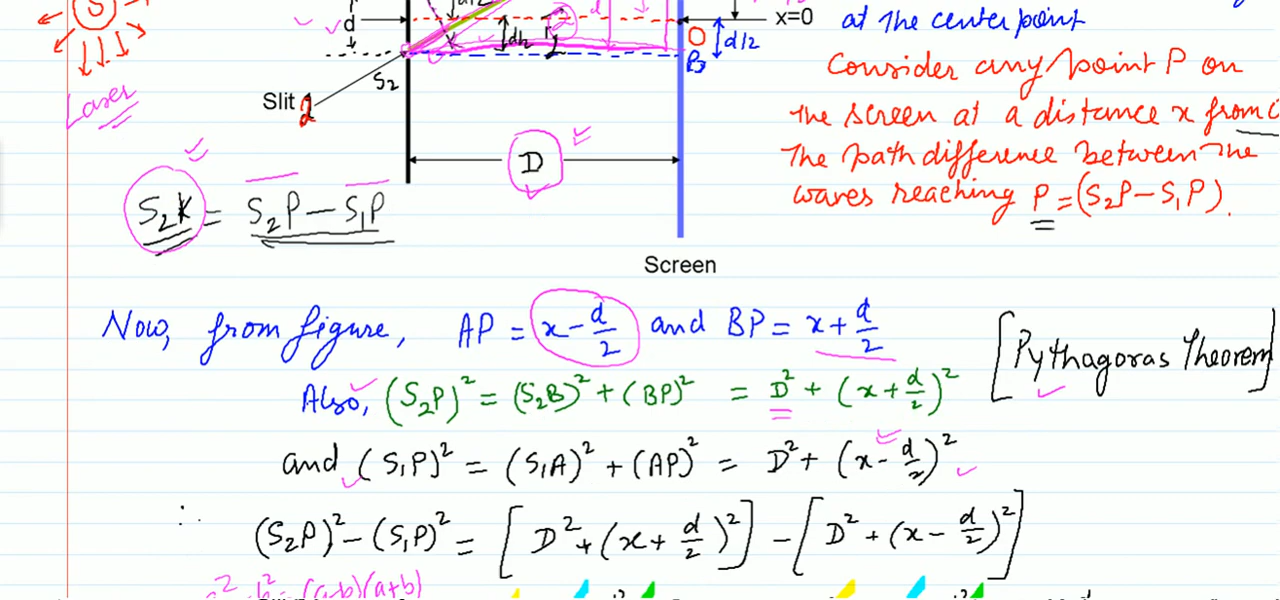 d
d/2
x=0
at the center point
S
O
d/2
B
K
S₂
Consider any point P on
Laser
Slit 2
the screen at a distance x from
D
The path difference between the
waves reaching P = (S₂P – S₁P).
S₂K = S₂P – S₁P
Screen
Now, from figure, AP = x – d/2 and BP = x + d/2
[Pythagoras Theorem]
Also, (S₂P)² = (S₂B)² + (BP)² = D² + (x + d/2)²
and (S₁P)² = (S₁A)² + (AP)² = D² + (x – d/2)²
∴ (S₂P)² – (S₁P)² = [D² + (x + d/2)²] – [D² + (x – d/2)²]
a² – b² = (a-b)(a+b)